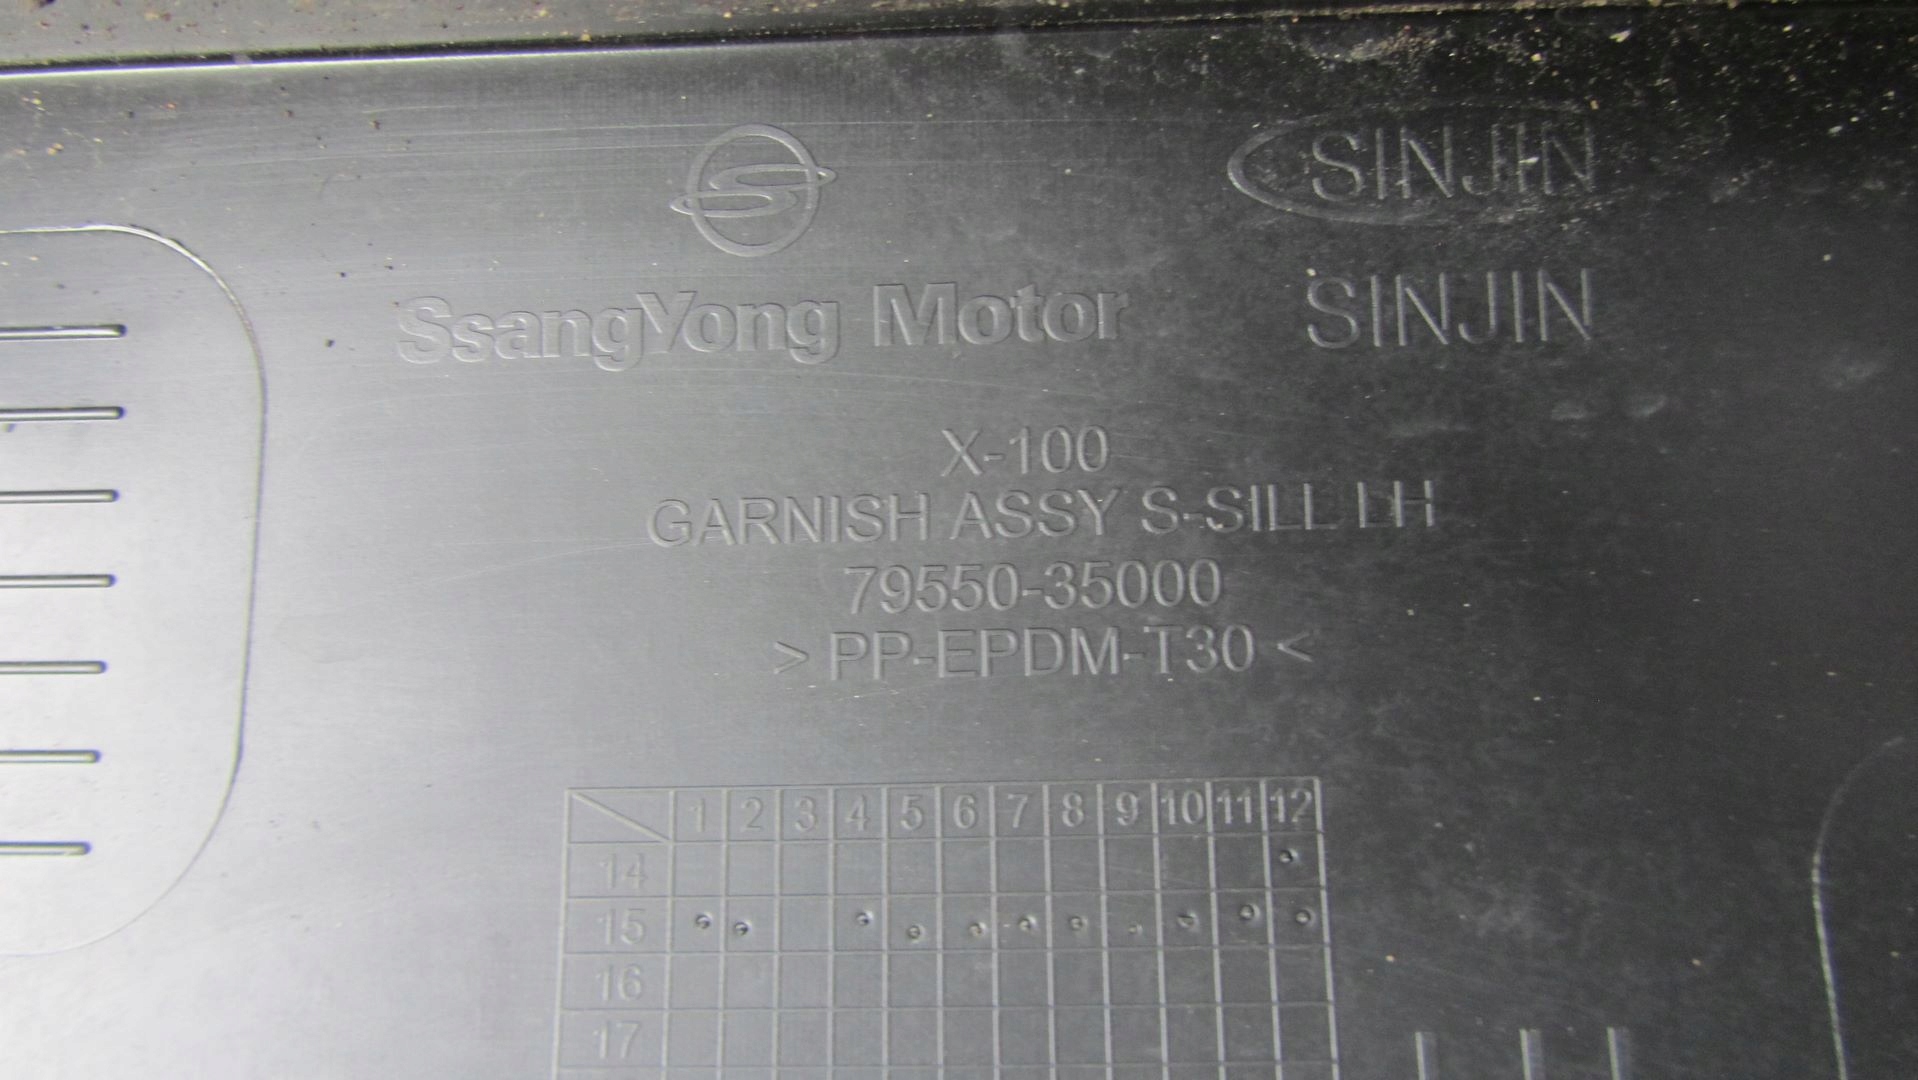 SINJIN
SsangYong Motor SINJIN
X-100
GARNISH ASSY S-SILL LH
79550-35000
> PP-EPDM-T30 <
1 2 3 4 5 6 7 8 9 10 11 12
14
15
16
17